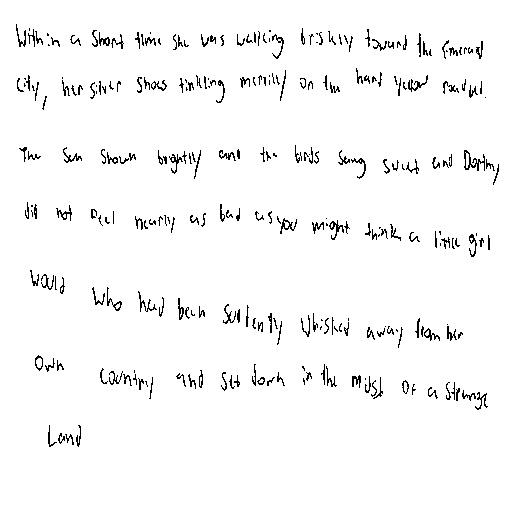 Within a short time she was walking briskly toward the Emerald
City, her silver shoes tinkling merrily on the hard yellow roadbed.
The sun shown brightly and the birds sang sweet and Dorthy
did not feel nearly as bad as you might think a little girl
would who had been suddenly whisked away from her
own country and set down in the midst of a strange
Land